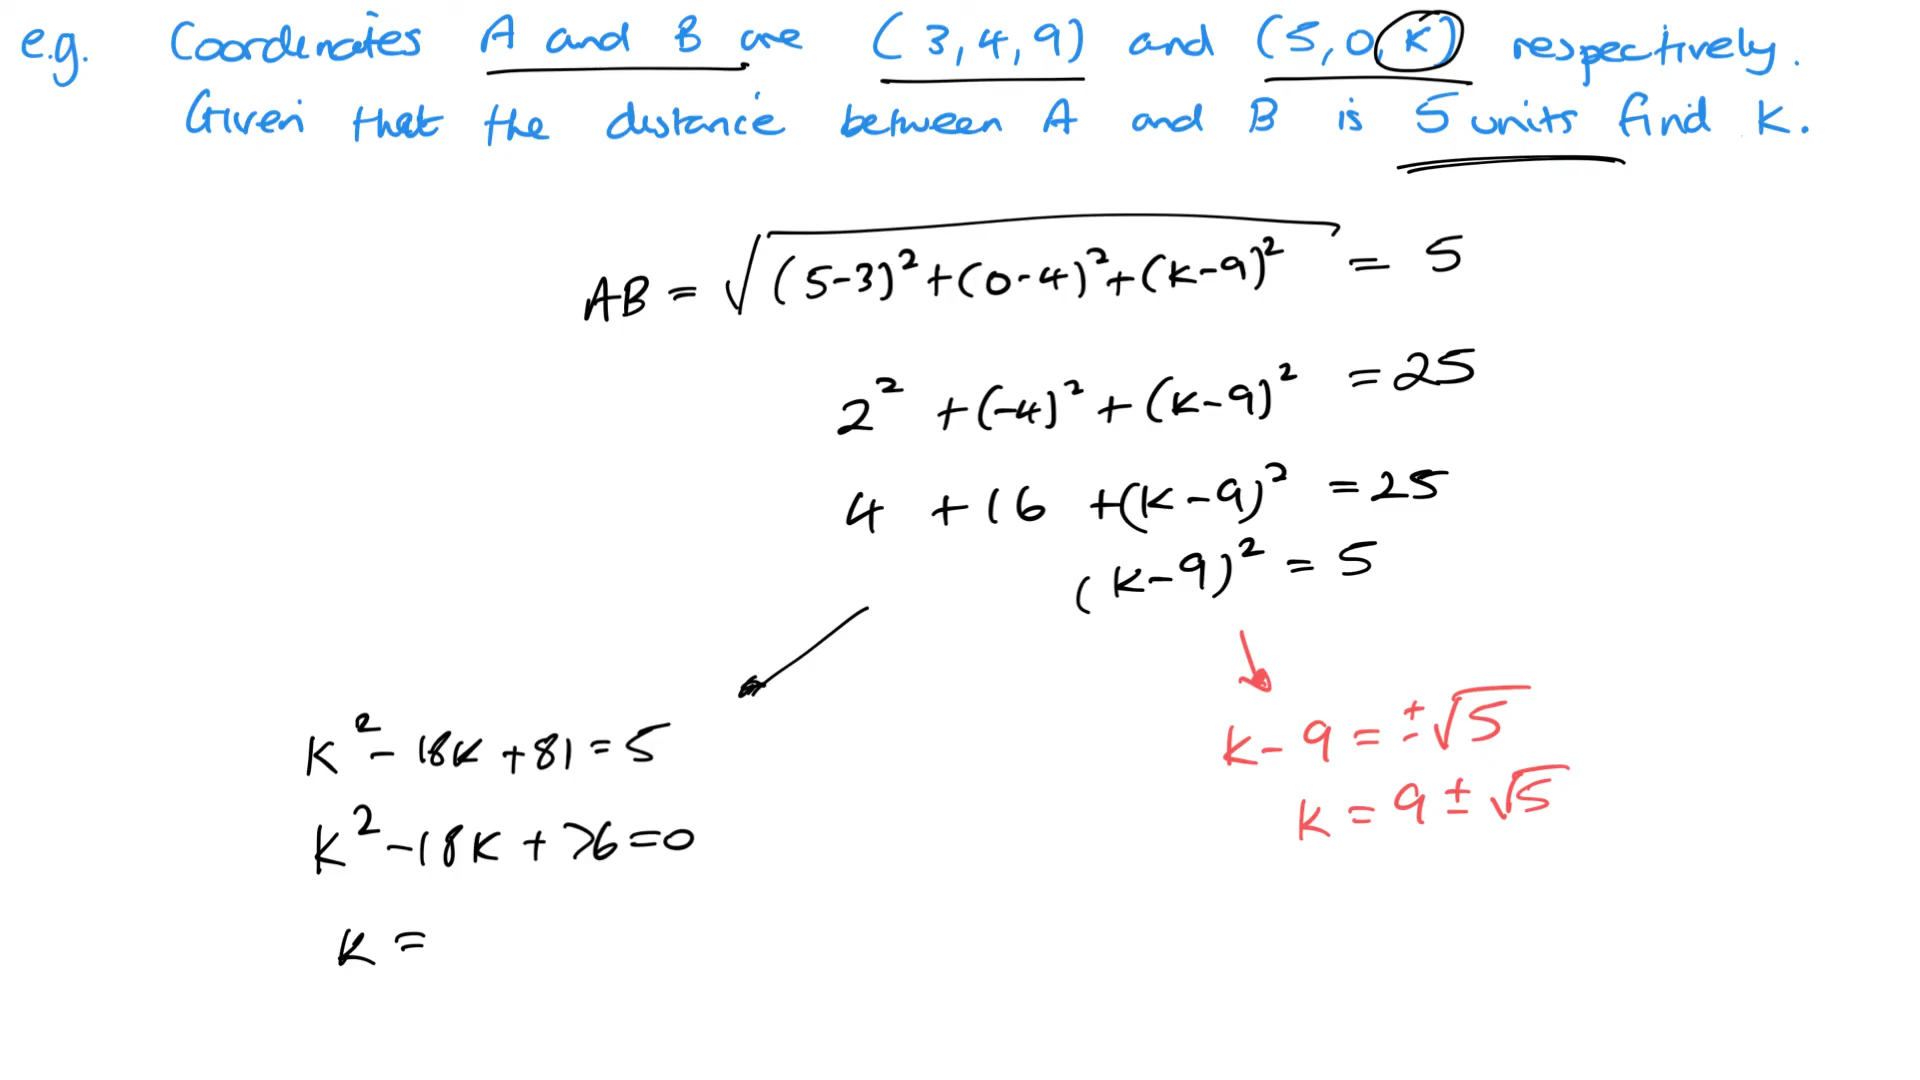 e.g. Coordinates A and B are (3,4,9) and (5,0,k) respectively.
Given that the distance between A and B is 5 units find k.
AB = √((5-3)²+(0-4)²+(k-9)²) = 5
2² +(-4)² + (k-9)² = 25
4 + 16 +(k-9)² = 25
(k-9)² = 5
k² - 18k + 81 = 5
k² - 18k + 76 = 0
k =
k - 9 = ±√5
k = 9 ± √5